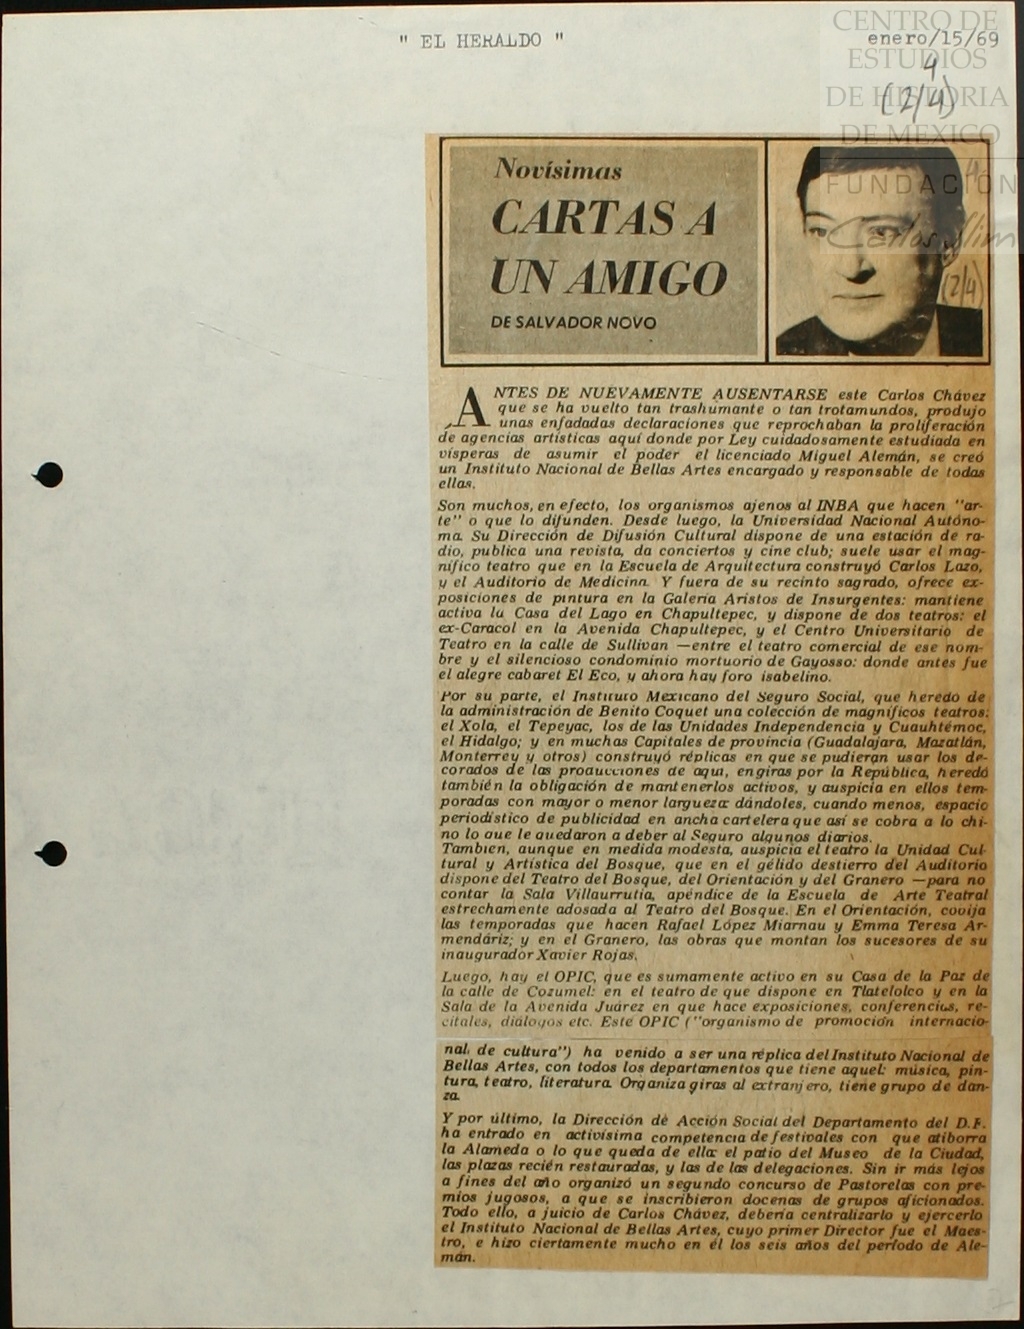 " EL HERALDO "
enero/15/69
4
(2/4)
CENTRO DE
ESTUDIOS
DE HISTORIA
DE MEXICO
FUNDACIÓN
Carlos Slim
4
(2/4)
Novísimas
CARTAS A
UN AMIGO
DE SALVADOR NOVO
ANTES DE NUEVAMENTE AUSENTARSE este Carlos Chávez
que se ha vuelto tan trashumante o tan trotamundos, produjo
unas enfadadas declaraciones que reprochaban la proliferación
de agencias artísticas aquí donde por Ley cuidadosamente estudiada en
vísperas de asumir el poder el licenciado Miguel Alemán, se creó
un Instituto Nacional de Bellas Artes encargado y responsable de todas
ellas.
Son muchos, en efecto, los organismos ajenos al INBA que hacen "ar-
te" o que lo difunden. Desde luego, la Universidad Nacional Autóno-
ma. Su Dirección de Difusión Cultural dispone de una estación de ra-
dio, publica una revista, da conciertos y cine club; suele usar el mag-
nífico teatro que en la Escuela de Arquitectura construyó Carlos Lazo,
y el Auditorio de Medicina. Y fuera de su recinto sagrado, ofrece ex-
posiciones de pintura en la Galería Aristos de Insurgentes: mantiene
activa la Casa del Lago en Chapultepec, y dispone de dos teatros: el
ex-Caracol en la Avenida Chapultepec, y el Centro Universitario de
Teatro en la calle de Sullivan —entre el teatro comercial de ese nom-
bre y el silencioso condominio mortuorio de Gayosso: donde antes fue
el alegre cabaret El Eco, y ahora hay foro isabelino.
Por su parte, el Instituto Mexicano del Seguro Social, que heredo de
la administración de Benito Coquet una colección de magníficos teatros:
el Xola, el Tepeyac, los de las Unidades Independencia y Cuauhtémoc,
el Hidalgo; y en muchas Capitales de provincia (Guadalajara, Mazatlán,
Monterrey y otros) construyó réplicas en que se pudieran usar los de-
corados de las producciones de aquí, en giras por la República, heredó
también la obligación de mantenerlos activos, y auspicia en ellos tem-
poradas con mayor o menor largueza: dándoles, cuando menos, espacio
periodístico de publicidad en ancha cartelera que así se cobra a lo chi-
no lo que le quedaron a deber al Seguro algunos diarios.
Tambien, aunque en medida modesta, auspicia el teatro la Unidad Cul-
tural y Artística del Bosque, que en el gélido destierro del Auditorio
dispone del Teatro del Bosque, del Orientación y del Granero —para no
contar la Sala Villaurrutia, apéndice de la Escuela de Arte Teatral
estrechamente adosada al Teatro del Bosque. En el Orientación, cobija
las temporadas que hacen Rafael López Miarnau y Emma Teresa Ar-
mendáriz; y en el Granero, las obras que montan los sucesores de su
inaugurador Xavier Rojas.
Luego, hay el OPIC, que es sumamente activo en su Casa de la Paz de
la calle de Cozumel: en el teatro de que dispone en Tlatelolco y en la
Sala de la Avenida Juárez en que hace exposiciones, conferencias, re-
citales, diálogos etc. Este OPIC ("organismo de promoción internacio-
nal, de cultura") ha venido a ser una réplica del Instituto Nacional de
Bellas Artes, con todos los departamentos que tiene aquel: música, pin-
tura, teatro, literatura. Organiza giras al extranjero, tiene grupo de dan-
za.
Y por último, la Dirección de Acción Social del Departamento del D.F.
ha entrado en activísima competencia de festivales con que atiborra
la Alameda o lo que queda de ella: el patio del Museo de la Ciudad,
las plazas recién restauradas, y las de las delegaciones. Sin ir más lejos
a fines del año organizó un segundo concurso de Pastorelas con pre-
mios jugosos, a que se inscribieron docenas de grupos aficionados.
Todo ello, a juicio de Carlos Chávez, debería centralizarlo y ejercerlo
el Instituto Nacional de Bellas Artes, cuyo primer Director fue el Maes-
tro, e hizo ciertamente mucho en él los seis años del período de Ale-
mán.